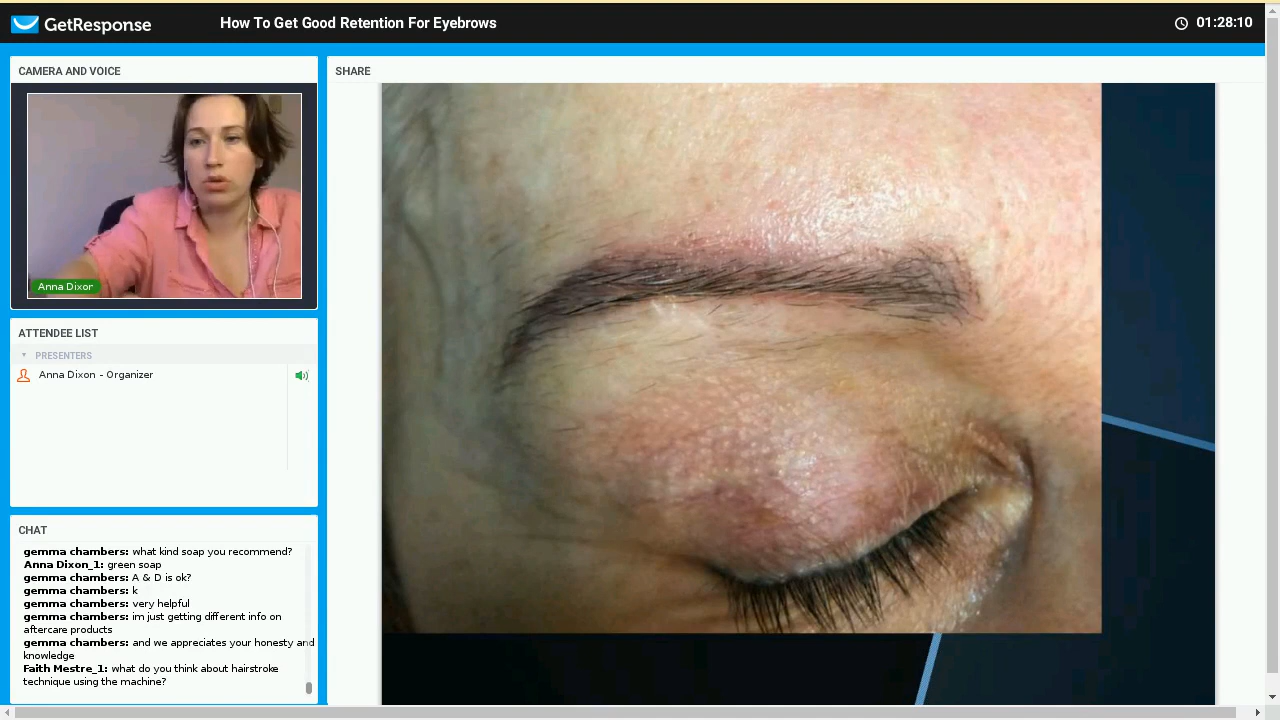 GetResponse
How To Get Good Retention For Eyebrows
01:28:10
CAMERA AND VOICE
Anna Dixon
ATTENDEE LIST
PRESENTERS
Anna Dixon - Organizer
CHAT
gemma chambers: what kind soap you recommend?
Anna Dixon_1: green soap
gemma chambers: A & D is ok?
gemma chambers: k
gemma chambers: very helpful
gemma chambers: im just getting different info on
aftercare products
gemma chambers: and we appreciates your honesty and
knowledge
Faith Mestre_1: what do you think about hairstroke
technique using the machine?
SHARE